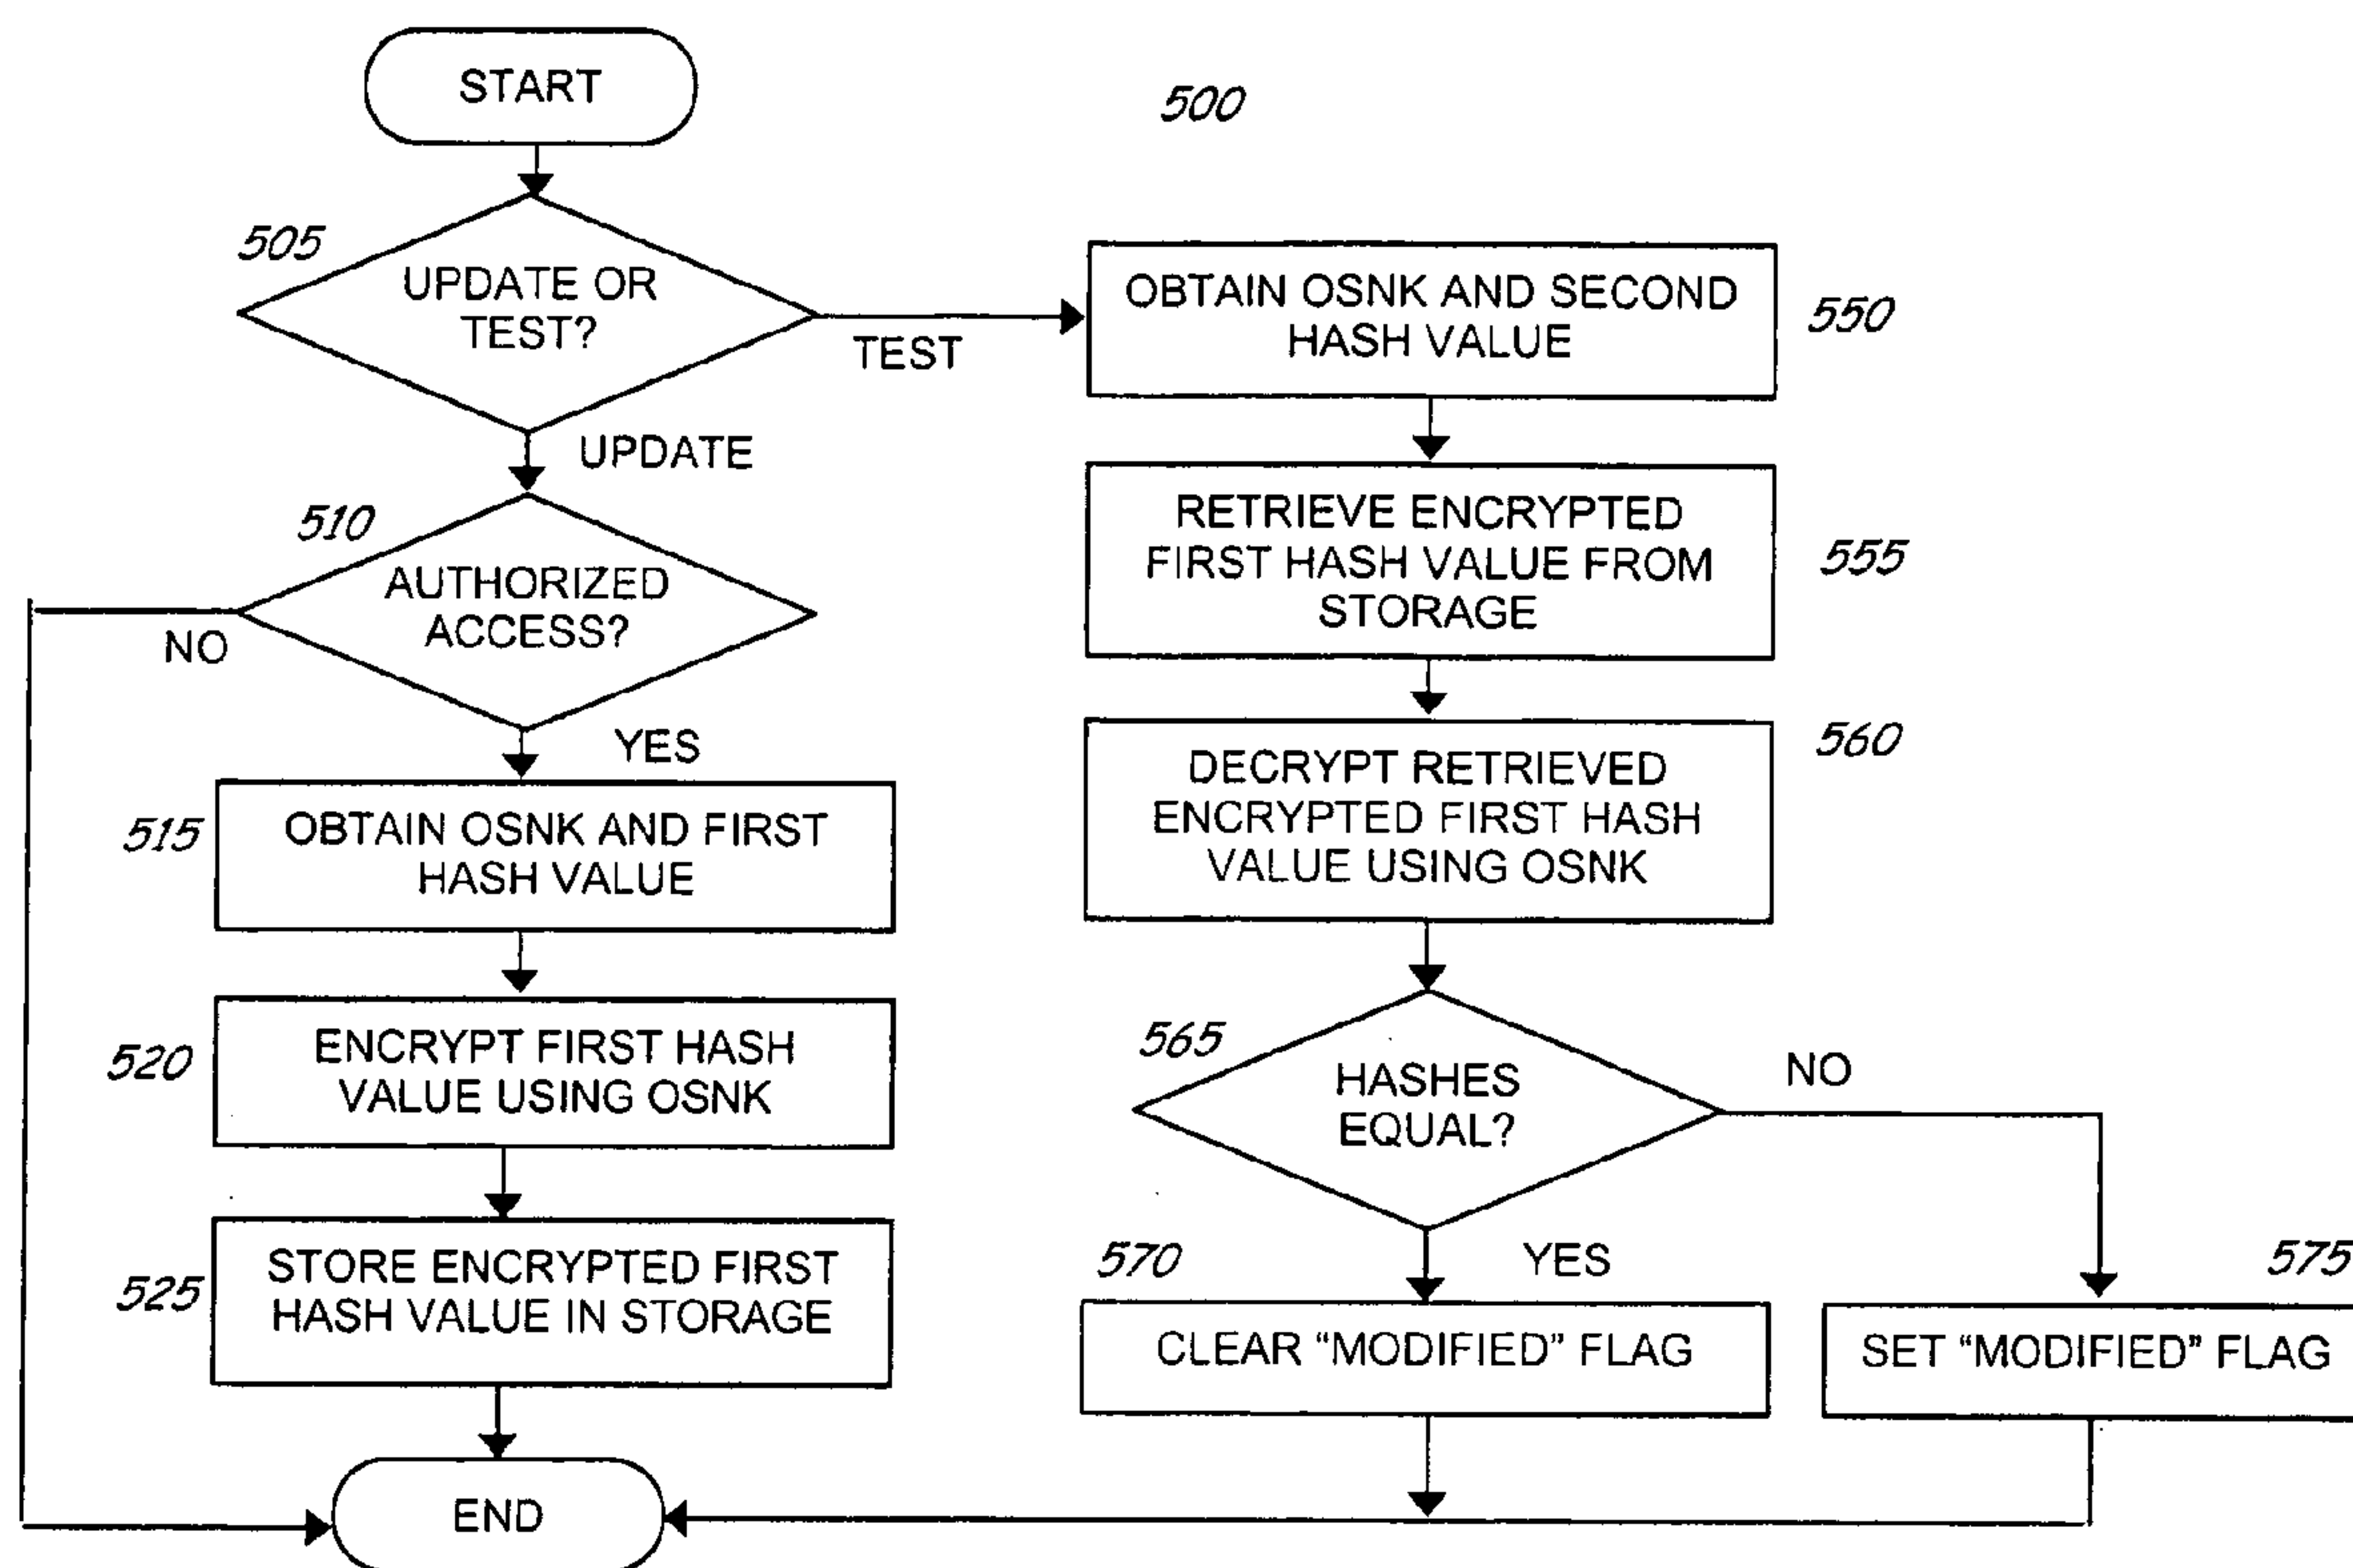 START
500
505
UPDATE OR
TEST?
TEST
UPDATE
510
AUTHORIZED
ACCESS?
NO
YES
515
OBTAIN OSNK AND FIRST
HASH VALUE
520
ENCRYPT FIRST HASH
VALUE USING OSNK
525
STORE ENCRYPTED FIRST
HASH VALUE IN STORAGE
END
OBTAIN OSNK AND SECOND
HASH VALUE
550
RETRIEVE ENCRYPTED
FIRST HASH VALUE FROM
STORAGE
555
560
DECRYPT RETRIEVED
ENCRYPTED FIRST HASH
VALUE USING OSNK
565
HASHES
EQUAL?
NO
570
YES
575
CLEAR “MODIFIED” FLAG
SET “MODIFIED” FLAG